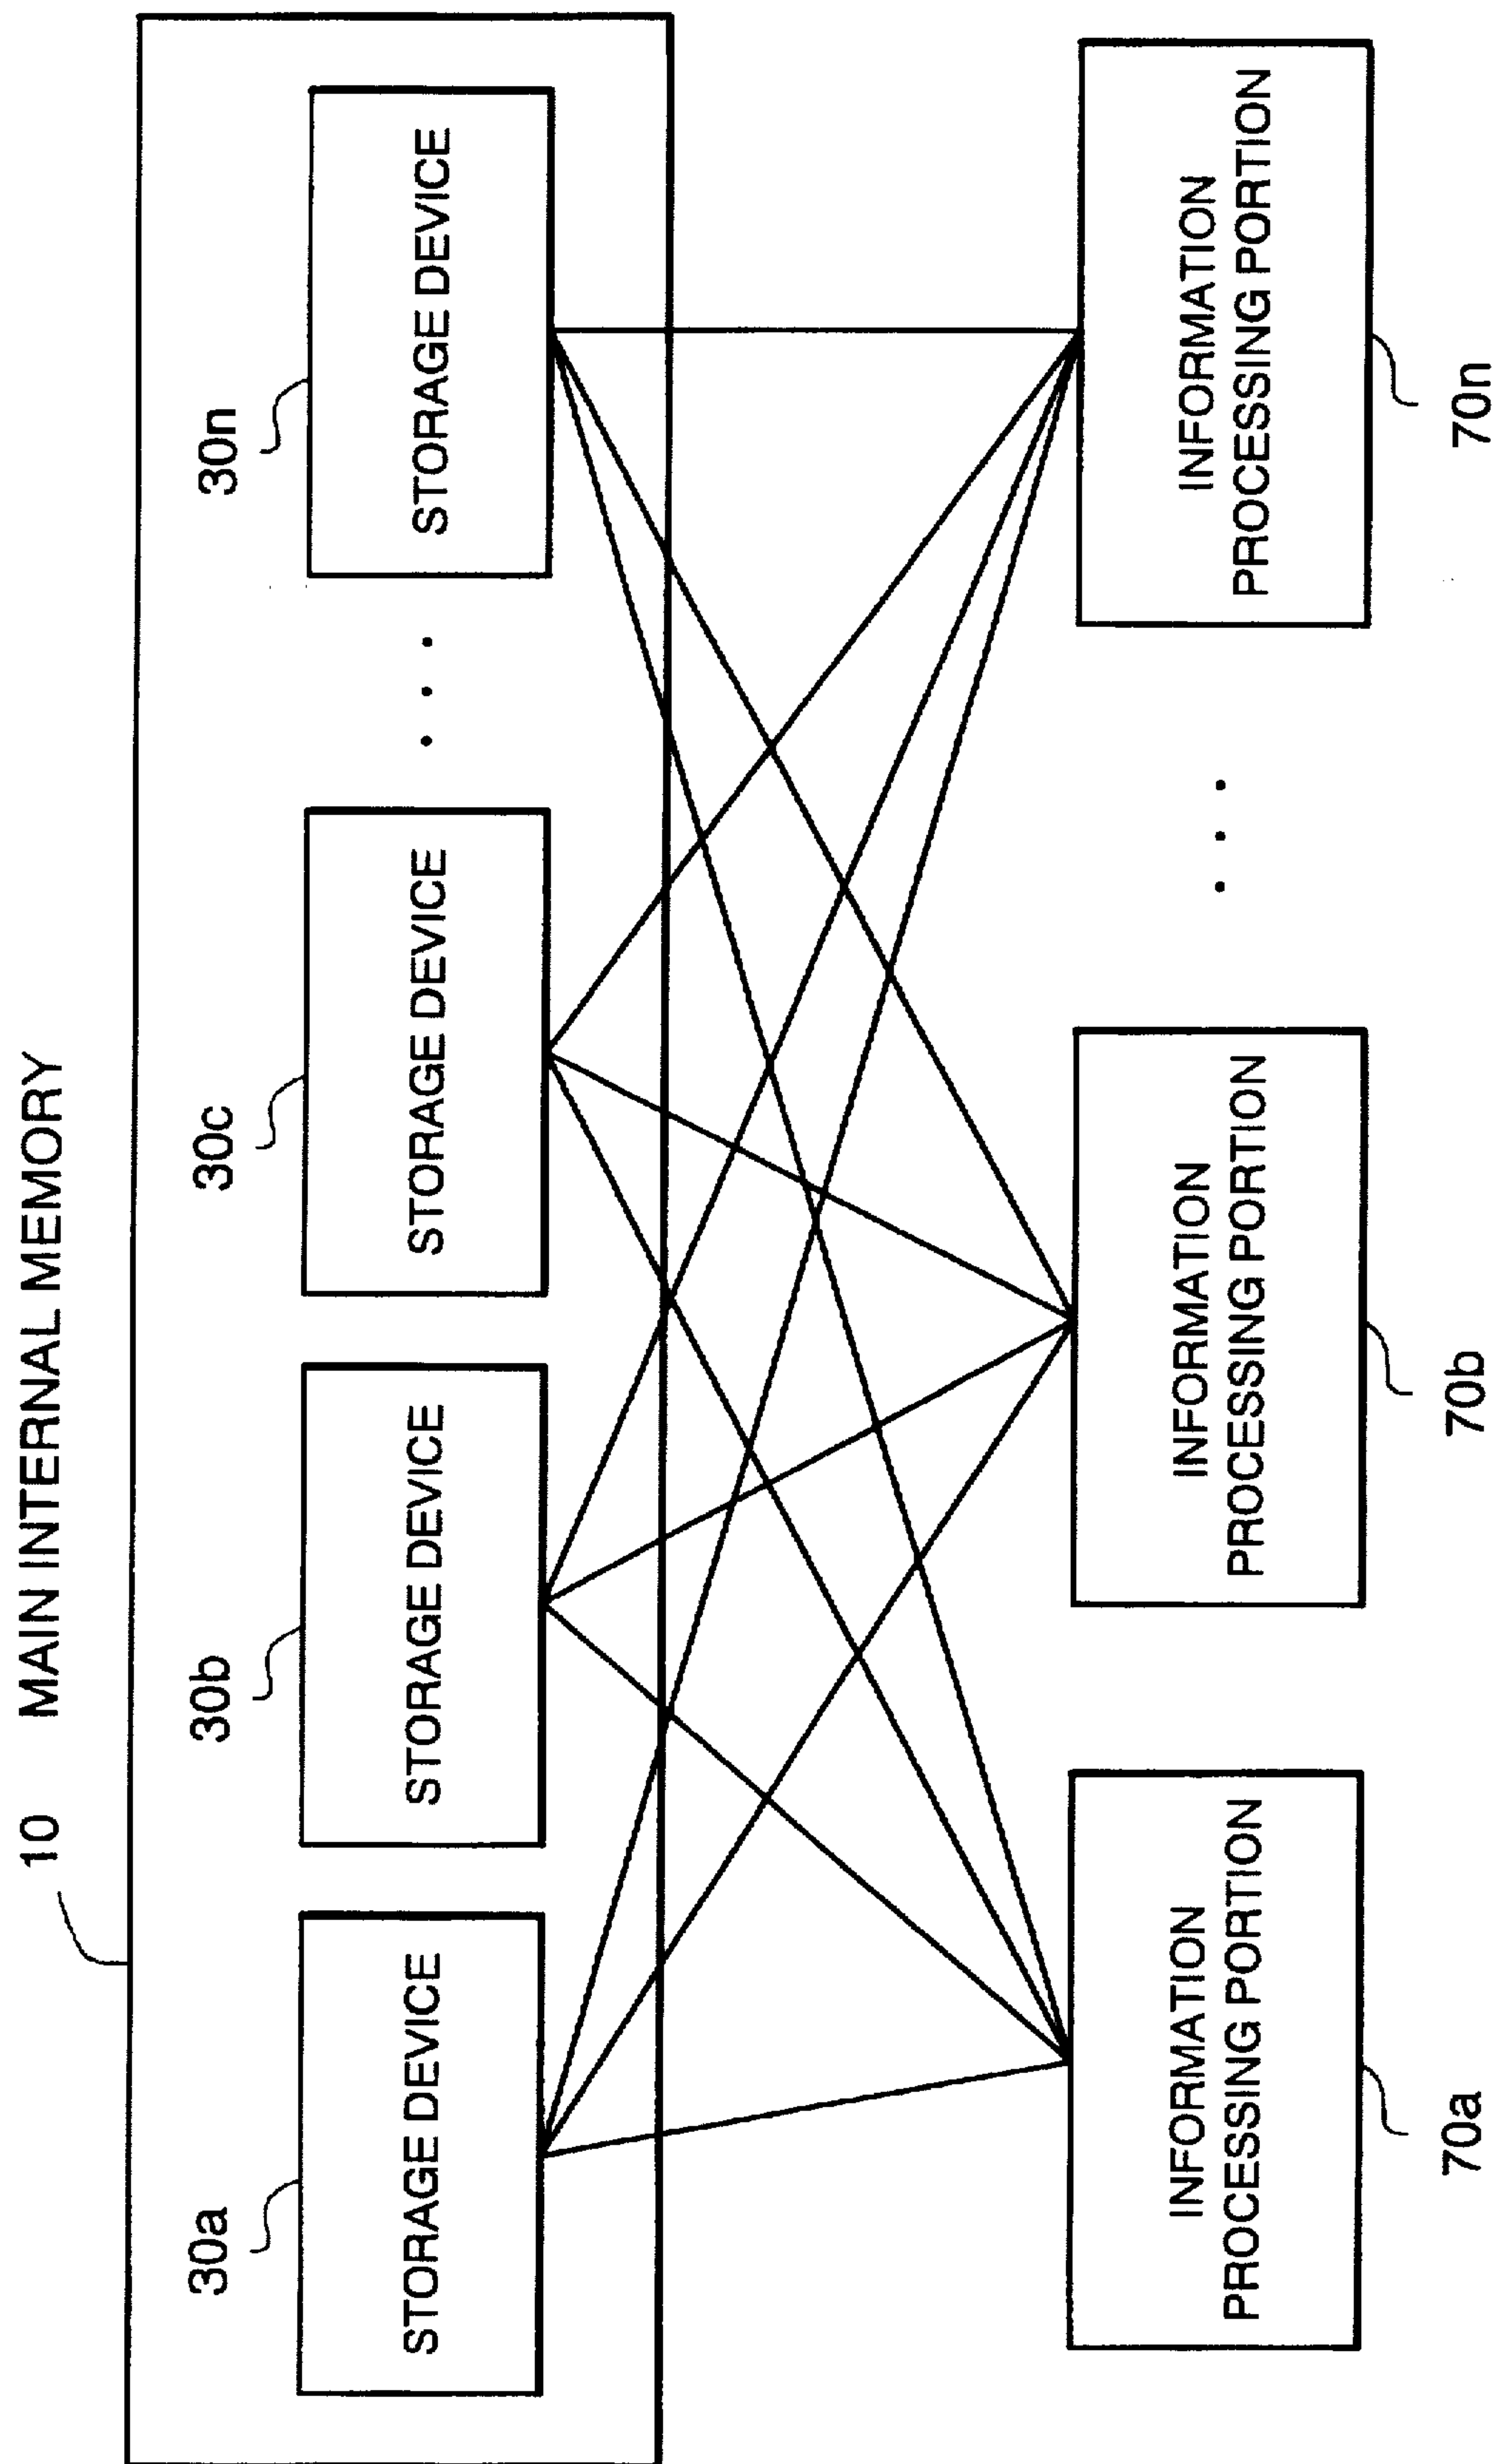 10 MAIN INTERNAL MEMORY
30a
30b
30c
30n
STORAGE DEVICE
STORAGE DEVICE
STORAGE DEVICE
. . .
STORAGE DEVICE
INFORMATION
PROCESSING PORTION
INFORMATION
PROCESSING PORTION
. . .
INFORMATION
PROCESSING PORTION
70a
70b
70n